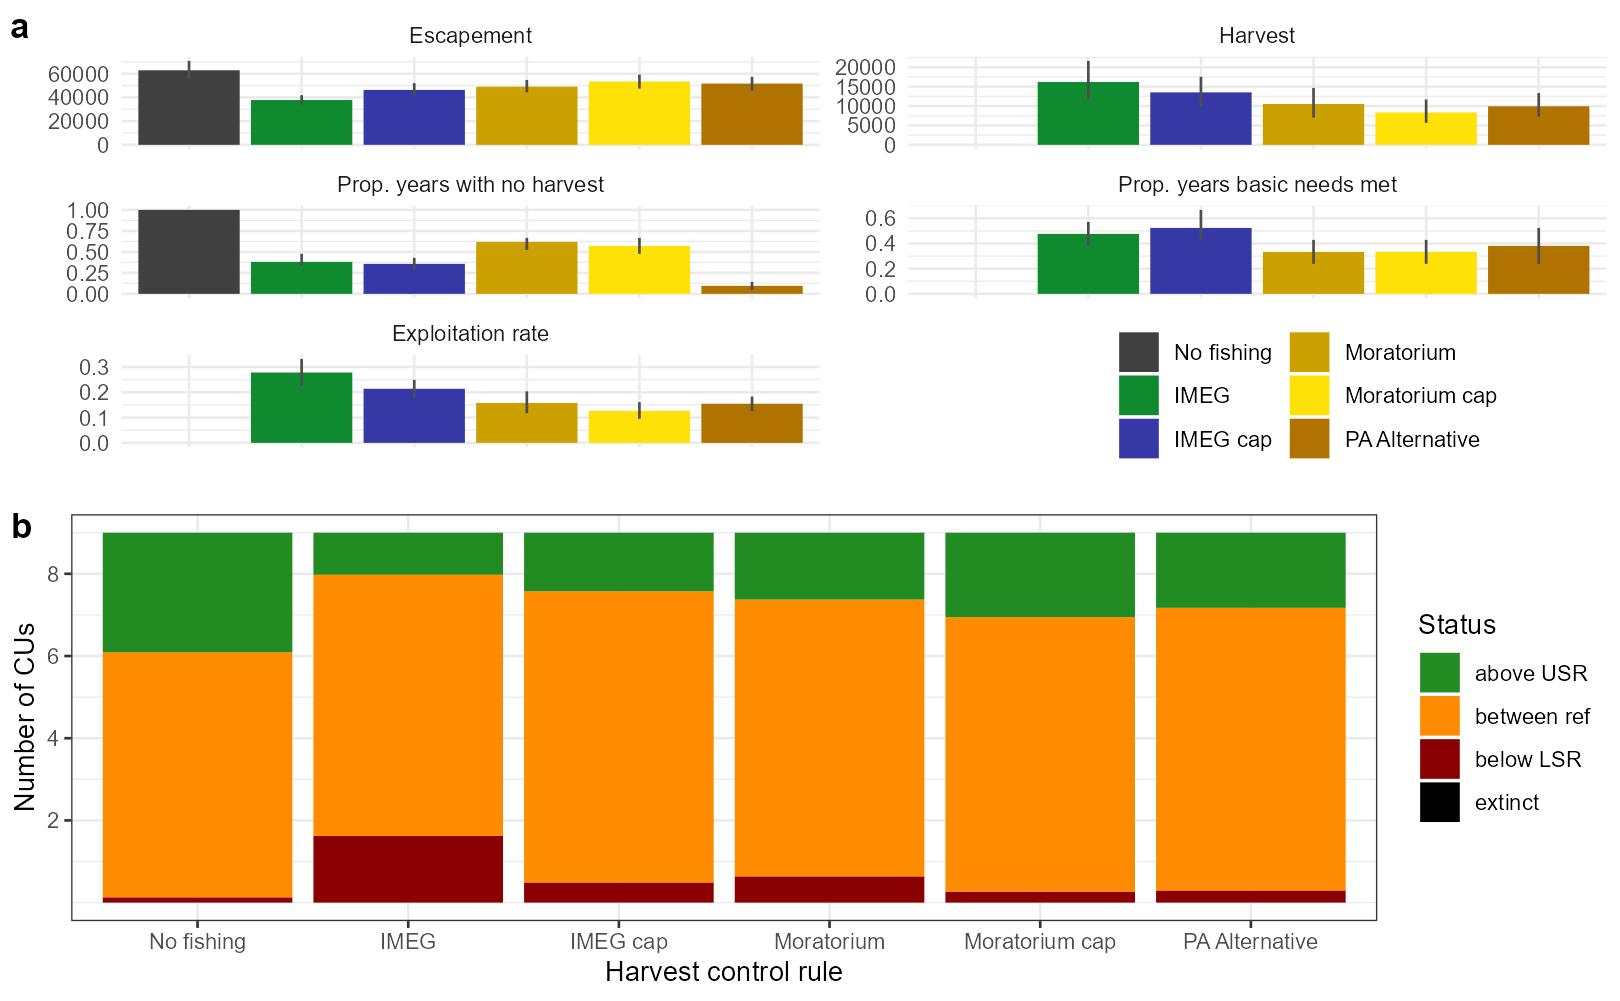 a
Escapement
60000
40000
20000
0
Harvest
20000
15000
10000
5000
0
Prop. years with no harvest
1.00
0.75
0.50
0.25
0.00
Prop. years basic needs met
0.6
0.4
0.2
0.0
Exploitation rate
0.3
0.2
0.1
0.0
No fishing
IMEG
IMEG cap
Moratorium
Moratorium cap
PA Alternative
b
Number of CUs
8
6
4
2
No fishing
IMEG
IMEG cap
Moratorium
Moratorium cap
PA Alternative
Harvest control rule
Status
above USR
between ref
below LSR
extinct